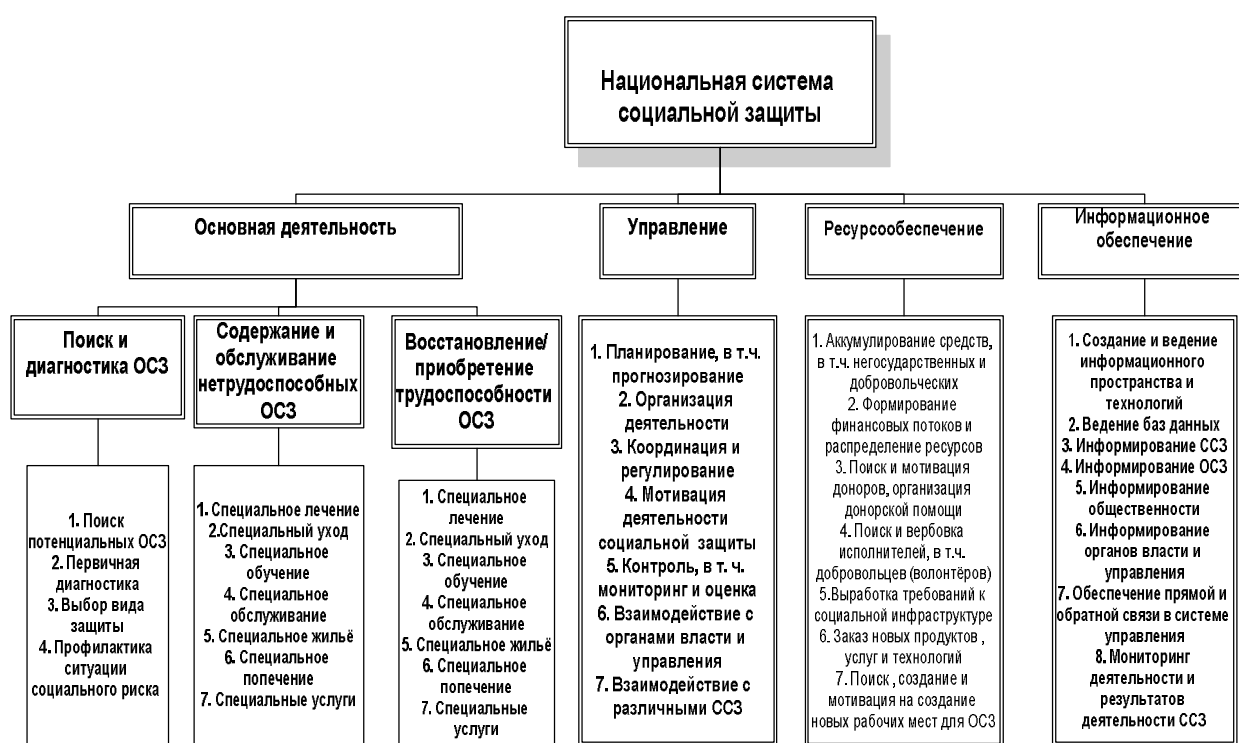 Национальная система
социальной защиты
Основная деятельность
Управление
Ресурсообеспечение
Информационное
обеспечение
Поиск и
диагностика ОСЗ
Содержание и
обслуживание
нетрудоспособных
ОСЗ
Восстановление/
приобретение
трудоспособности
ОСЗ
1. Поиск
потенциальных ОСЗ
2. Первичная
диагностика
3. Выбор вида
защиты
4. Профилактика
ситуации
социального риска
1. Специальное лечение
2.Специальный уход
3. Специальное
обучение
4. Специальное
обслуживание
5. Специальное жильё
6. Специальное
попечение
7. Специальные услуги
1. Специальное
лечение
2. Специальный уход
3. Специальное
обучение
4. Специальное
обслуживание
5. Специальное жильё
6. Специальное
попечение
7. Специальные
услуги
1. Планирование, в т.ч.
прогнозирование
2. Организация
деятельности
3. Координация и
регулирование
4. Мотивация
деятельности
социальной защиты
5. Контроль, в т. ч.
мониторинг и оценка
6. Взаимодействие с
органами власти и
управления
7. Взаимодействие с
различными ССЗ
1. Аккумулирование средств,
в т.ч. негосударственных и
добровольческих
2. Формирование
финансовых потоков и
распределение ресурсов
3. Поиск и мотивация
доноров, организация
донорской помощи
4. Поиск и вербовка
исполнителей, в т.ч.
добровольцев (волонтёров)
5.Выработка требований к
социальной инфраструктуре
6. Заказ новых продуктов ,
услуг и технологий
7. Поиск , создание и
мотивация на создание
новых рабочих мест для ОСЗ
1. Создание и ведение
информационного
пространства и
технологий
2. Ведение баз данных
3. Информирование ССЗ
4. Информирование ОСЗ
5. Информирование
общественности
6. Информирование
органов власти и
управления
7. Обеспечение прямой и
обратной связи в системе
управления
8. Мониторинг
деятельности и
результатов
деятельности ССЗ